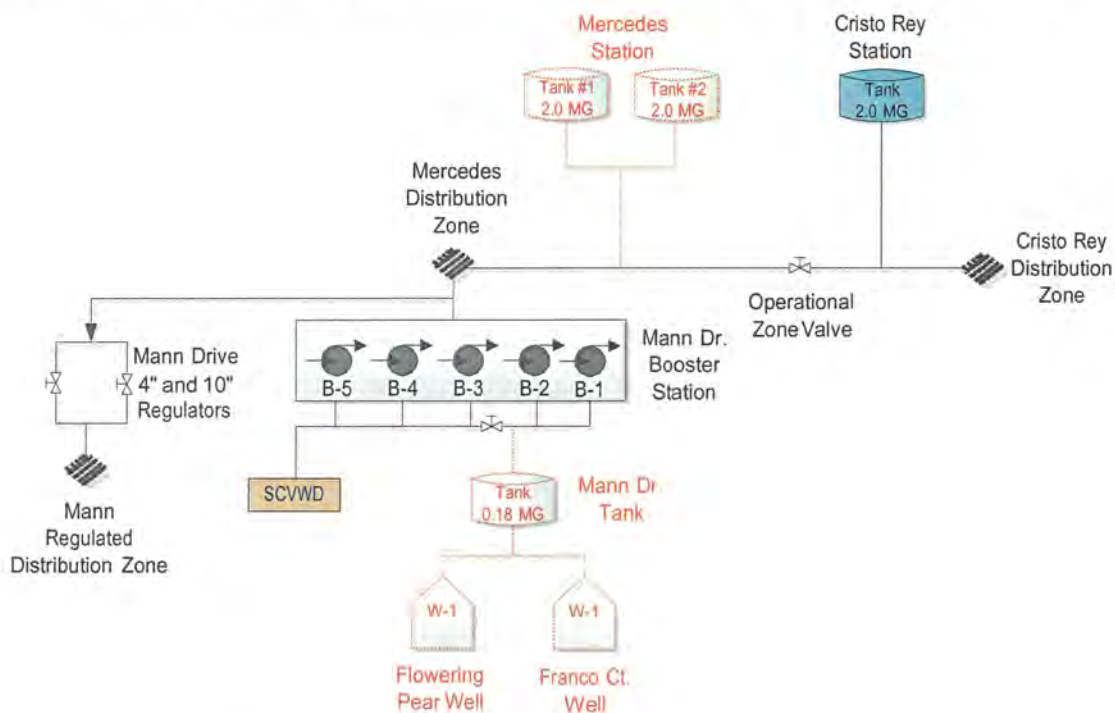 Mercedes
Station
Cristo Rey
Station
Tank #1
2.0 MG
Tank #2
2.0 MG
Tank
2.0 MG
Mercedes
Distribution
Zone
Cristo Rey
Distribution
Zone
Operational
Zone Valve
Mann Drive
4" and 10"
Regulators
Mann Dr.
Booster
Station
B-5
B-4
B-3
B-2
B-1
SCVWD
Tank
0.18 MG
Mann Dr.
Tank
Mann
Regulated
Distribution Zone
W-1
W-1
Flowering
Pear Well
Franco Ct.
Well